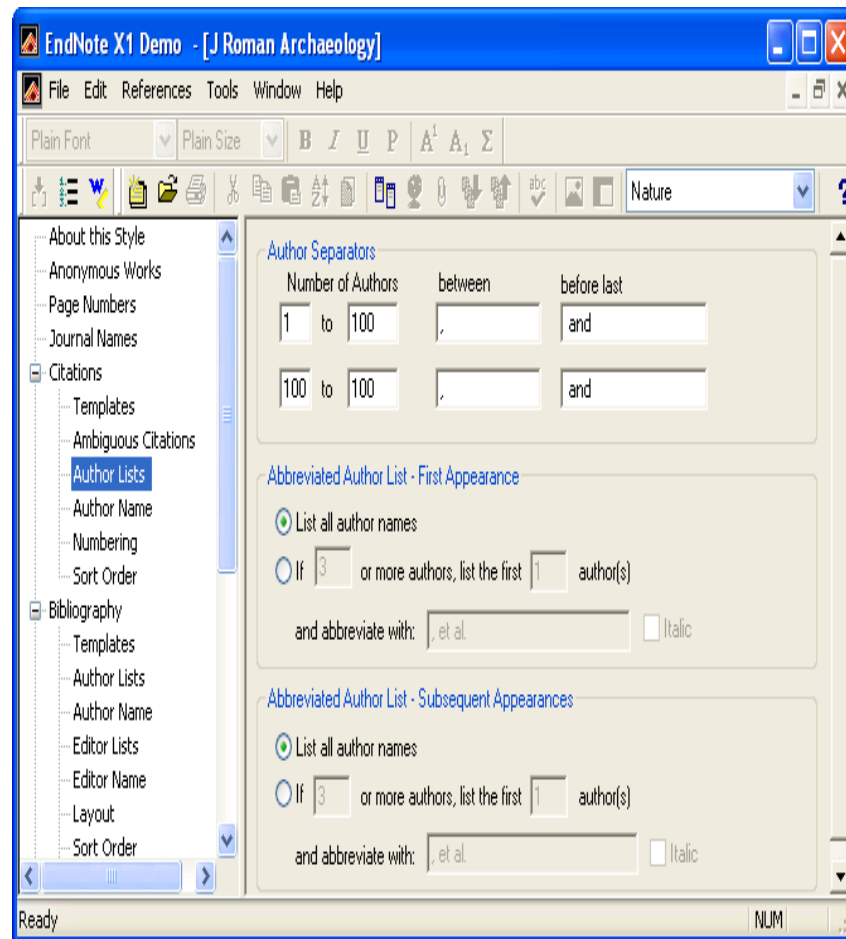 EndNote X1 Demo - [J Roman Archaeology]
File Edit References Tools Window Help
Plain Font Plain Size B I U P A1 A1 Σ
abc Nature ?
About this Style
Anonymous Works
Page Numbers
Journal Names
Citations
Templates
Ambiguous Citations
Author Lists
Author Name
Numbering
Sort Order
Bibliography
Templates
Author Lists
Author Name
Editor Lists
Editor Name
Layout
Sort Order
Author Separators
Number of Authors between before last
1 to 100 , and
100 to 100 , and
Abbreviated Author List - First Appearance
List all author names
If 3 or more authors, list the first 1 author(s)
and abbreviate with: , et al. Italic
Abbreviated Author List - Subsequent Appearances
List all author names
If 3 or more authors, list the first 1 author(s)
and abbreviate with: , et al. Italic
Ready NUM